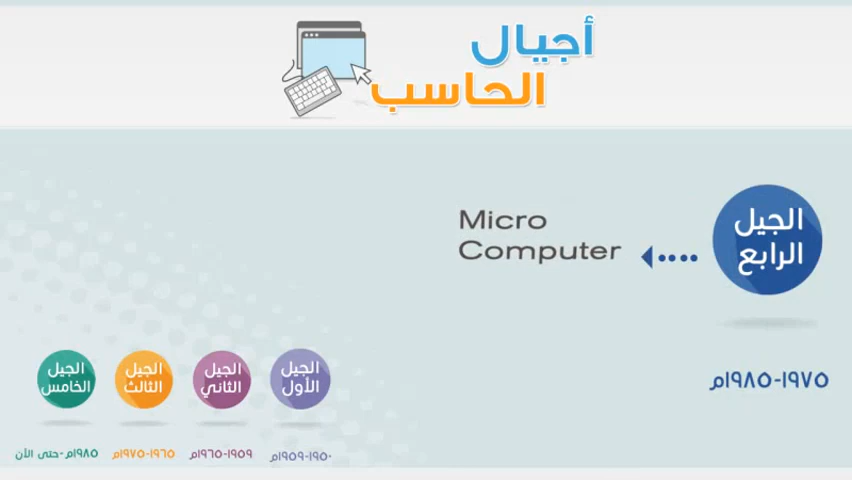 أجيال
الحاسب
الجيل
الرابع
Micro
Computer
١٩٧٥-١٩٨٥م
الجيل
الأول
الجيل
الثاني
الجيل
الثالث
الجيل
الخامس
١٩٥٠-١٩٥٩م
١٩٥٩-١٩٦٥م
١٩٦٥-١٩٧٥م
١٩٨٥م-حتى الآن